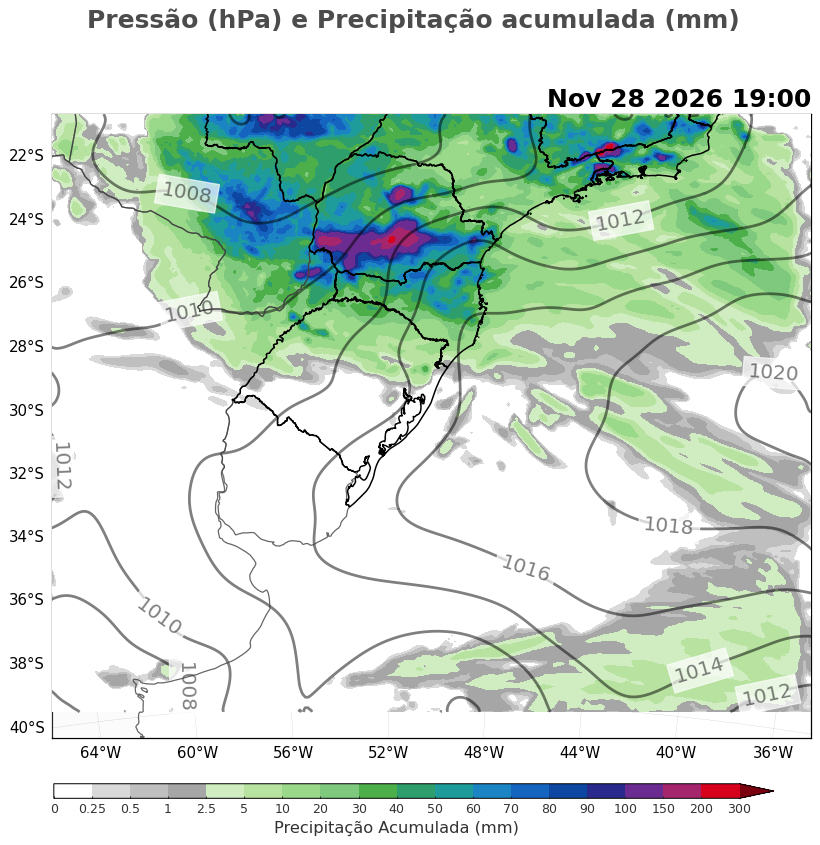 Pressão (hPa) e Precipitação acumulada (mm)
Nov 28 2026 19:00
22°S
24°S
26°S
28°S
30°S
32°S
34°S
36°S
38°S
40°S
1008
1012
1010
1020
1012
1018
1016
1010
1008
1014
1012
64°W 60°W 56°W 52°W 48°W 44°W 40°W 36°W
0 0.25 0.5 1 2.5 5 10 20 30 40 50 60 70 80 90 100 150 200 300
Precipitação Acumulada (mm)